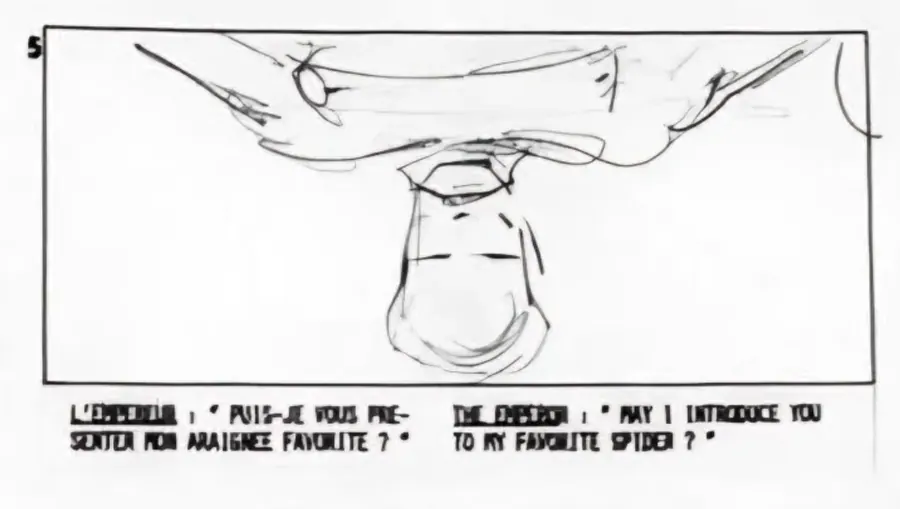 5
L'EMPEREUR : " PUIS-JE VOUS PRE-
SENTER MON ARAIGNEE FAVORITE ? "
THE EMPEROR : " MAY I INTRODUCE YOU
TO MY FAVORITE SPIDER ? "